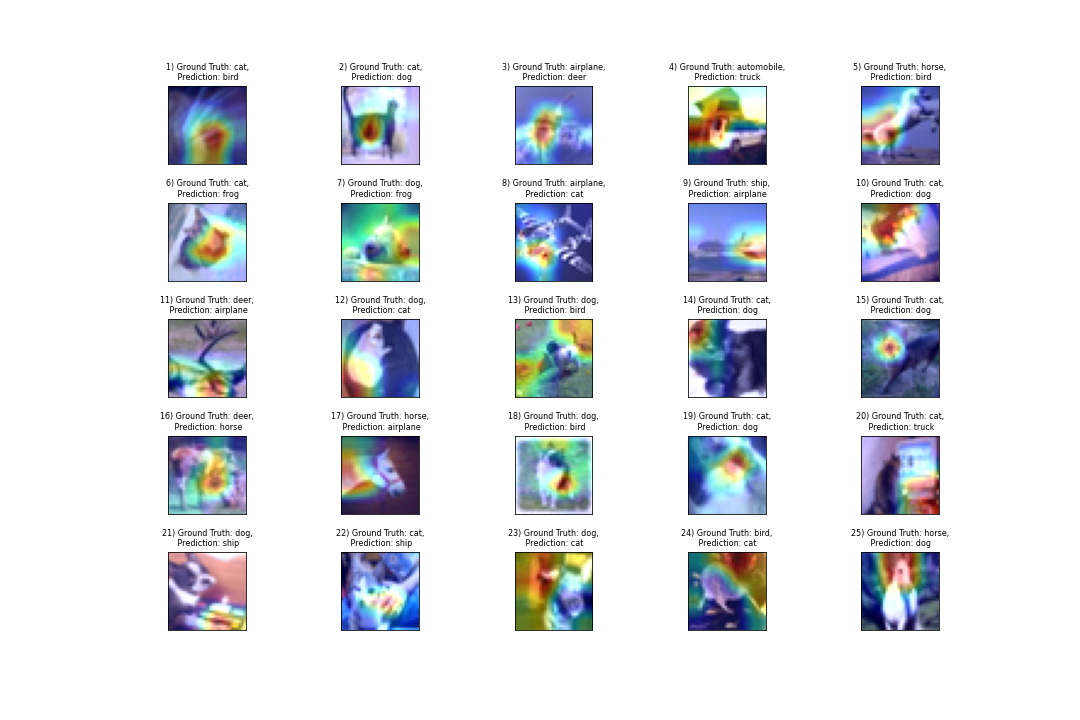 1) Ground Truth: cat,
Prediction: bird
2) Ground Truth: cat,
Prediction: dog
3) Ground Truth: airplane,
Prediction: deer
4) Ground Truth: automobile,
Prediction: truck
5) Ground Truth: horse,
Prediction: bird
6) Ground Truth: cat,
Prediction: frog
7) Ground Truth: dog,
Prediction: frog
8) Ground Truth: airplane,
Prediction: cat
9) Ground Truth: ship,
Prediction: airplane
10) Ground Truth: cat,
Prediction: dog
11) Ground Truth: deer,
Prediction: airplane
12) Ground Truth: dog,
Prediction: cat
13) Ground Truth: dog,
Prediction: bird
14) Ground Truth: cat,
Prediction: dog
15) Ground Truth: cat,
Prediction: dog
16) Ground Truth: deer,
Prediction: horse
17) Ground Truth: horse,
Prediction: airplane
18) Ground Truth: dog,
Prediction: bird
19) Ground Truth: cat,
Prediction: dog
20) Ground Truth: cat,
Prediction: truck
21) Ground Truth: dog,
Prediction: ship
22) Ground Truth: cat,
Prediction: ship
23) Ground Truth: dog,
Prediction: cat
24) Ground Truth: bird,
Prediction: cat
25) Ground Truth: horse,
Prediction: dog